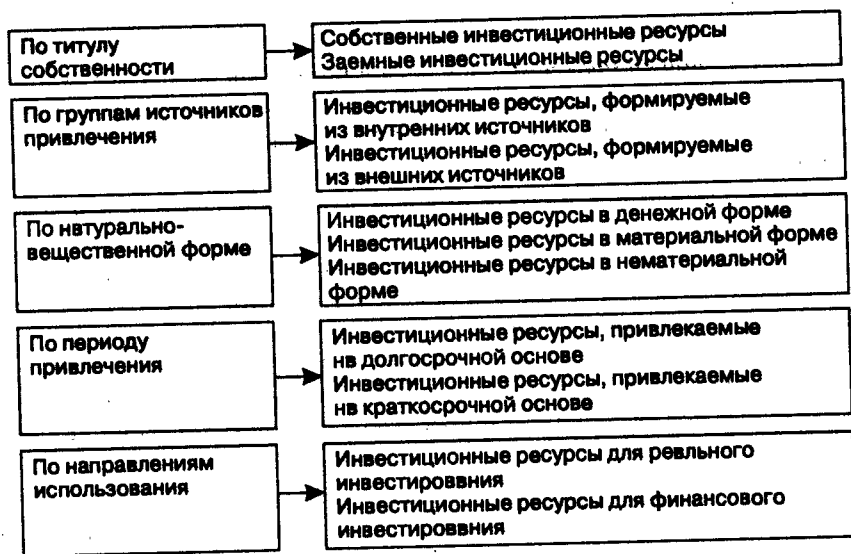 По титулу
собственности
Собственные инвестиционные ресурсы
Заемные инвестиционные ресурсы
По группам источников
привлечения
Инвестиционные ресурсы, формируемые
из внутренних источников
Инвестиционные ресурсы, формируемые
из внешних источников
По нвтурально-
вещественной форме
Инвестиционные ресурсы в денежной форме
Инвестиционные ресурсы в материальной форме
Инвестиционные ресурсы в нематериальной
форме
По периоду
привлечения
Инвестиционные ресурсы, привлекаемые
нв долгосрочной основе
Инвестиционные ресурсы, привлекаемые
нв краткосрочной основе
По направлениям
использования
Инвестиционные ресурсы для ревльного
инвестироввния
Инвестиционные ресурсы для финансового
инвестироввния